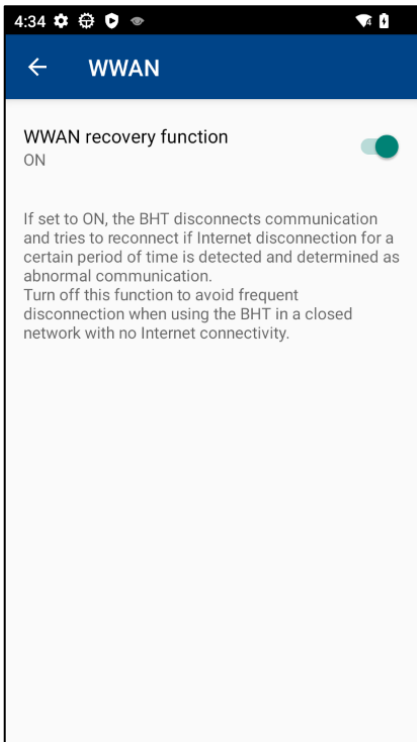 4:34
WWAN
WWAN recovery function
ON
If set to ON, the BHT disconnects communication
and tries to reconnect if Internet disconnection for a
certain period of time is detected and determined as
abnormal communication.
Turn off this function to avoid frequent
disconnection when using the BHT in a closed
network with no Internet connectivity.